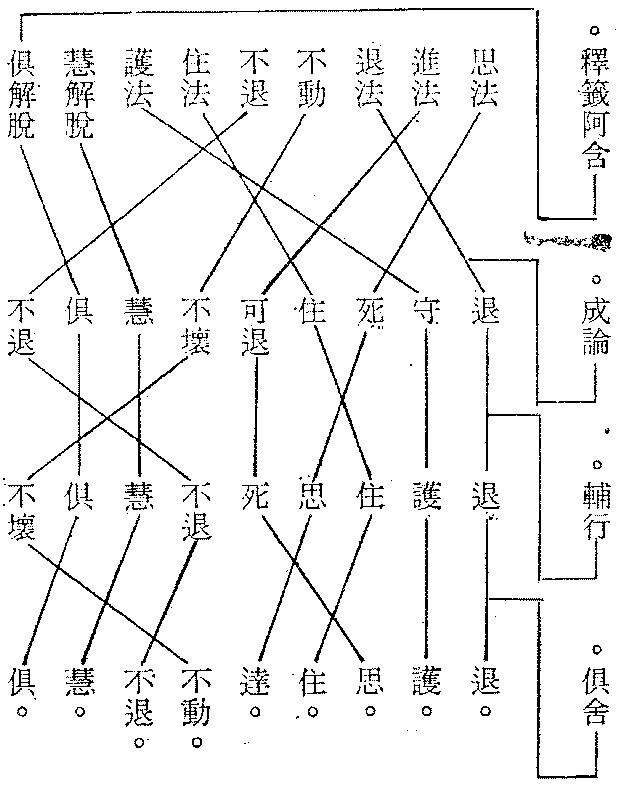 。釋籤阿含
思法
進法
退法
不動
不退
住法
護法
慧解脫
俱解脫
。成論
退
守
死
住
可退
不壞
慧
俱
不退
。輔行
退
護
住
思
死
不退
慧
俱
不壞
。俱舍
退。
護。
思。
住。
達。
不動。
不退。
慧。
俱。